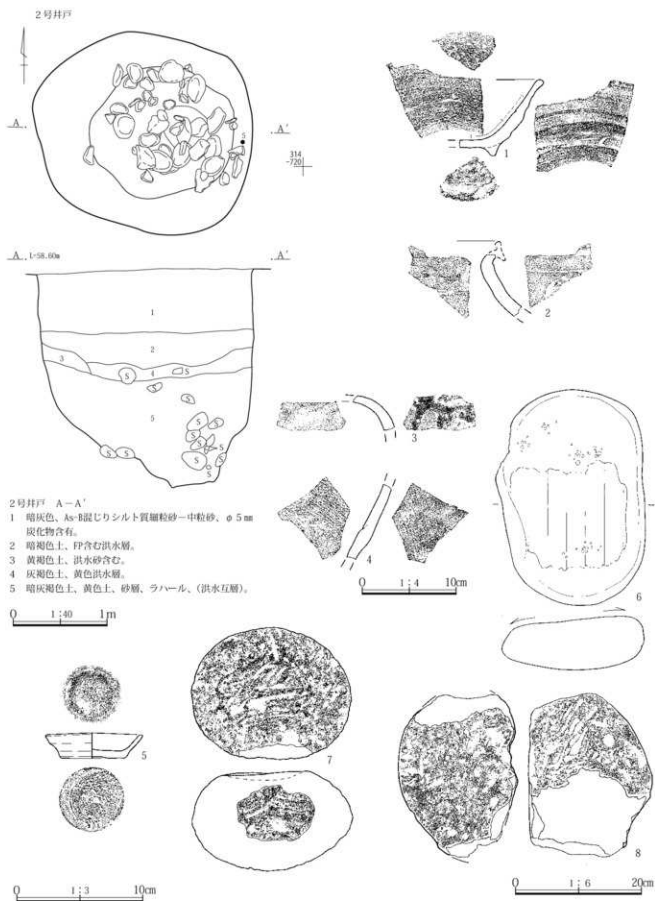 2号井戸
A
A'
5
314
-720
A
L=58.60m
A'
1
2
3
4
S
S
S
S
5
S
S
S
S
S
S
S
S
2号井戸　A－A'
1　暗灰色、As-B混じりシルト質細粒砂－中粒砂、φ5㎜
炭化物含有。
2　暗褐色土、FP含む洪水層。
3　黄褐色土、洪水砂含む。
4　灰褐色土、黄色洪水層。
5　暗灰褐色土、黄色土、砂層、ラハール、(洪水互層)。
0　1:40　1m
1
2
3
4
0　1:4　10cm
6
5
7
8
0　1:3　10cm
0　1:6　20cm